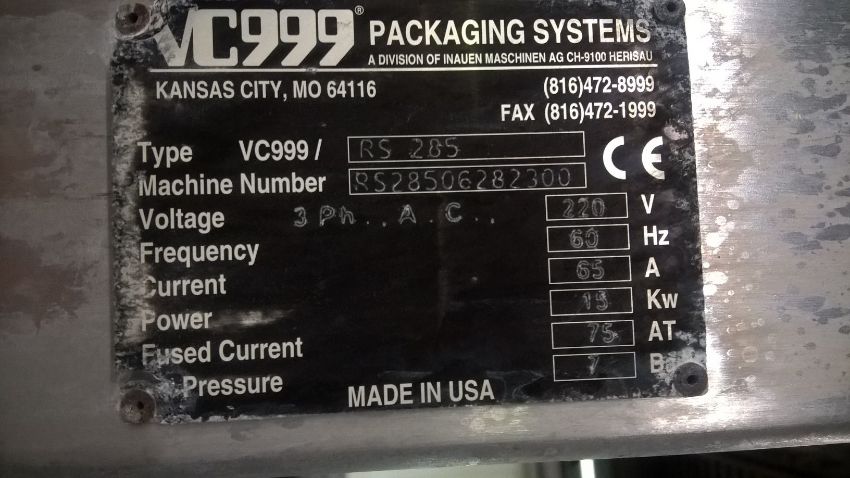 VC999® PACKAGING SYSTEMS
A DIVISION OF INAUEN MASCHINEN AG CH-9100 HERISAU
KANSAS CITY, MO 64116 (816)472-8999
FAX (816)472-1999
Type VC999 / RS 285 CE
Machine Number RS28506282300
Voltage 3 Ph.. A.C.. 220 V
Frequency 60 Hz
Current 65 A
Power 19 Kw
Fused Current 75 AT
Pressure 7 B
MADE IN USA